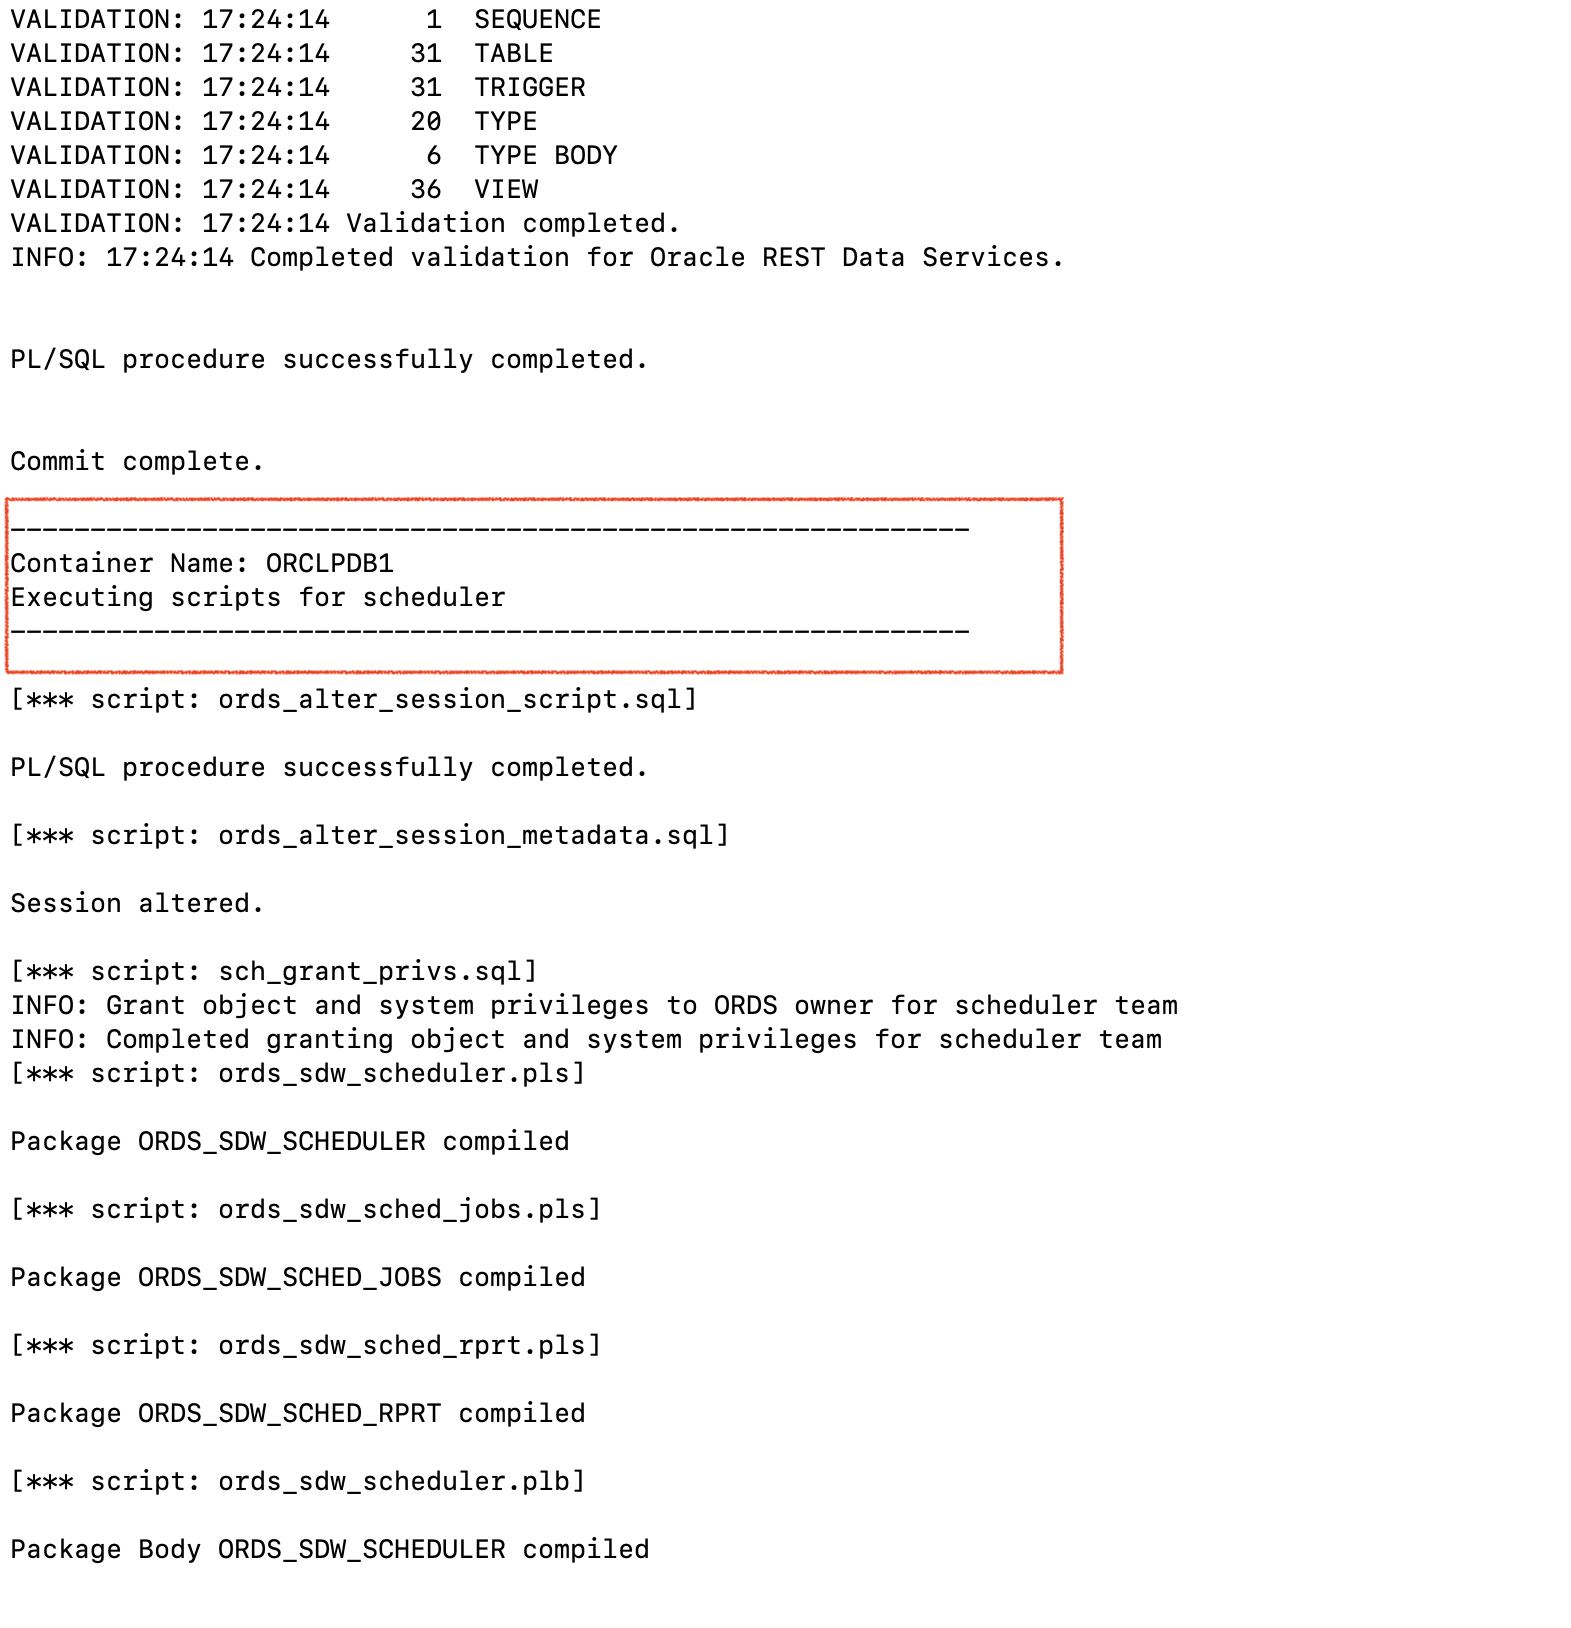 VALIDATION: 17:24:14      1  SEQUENCE
VALIDATION: 17:24:14     31  TABLE
VALIDATION: 17:24:14     31  TRIGGER
VALIDATION: 17:24:14     20  TYPE
VALIDATION: 17:24:14      6  TYPE BODY
VALIDATION: 17:24:14     36  VIEW
VALIDATION: 17:24:14 Validation completed.
INFO: 17:24:14 Completed validation for Oracle REST Data Services.
PL/SQL procedure successfully completed.
Commit complete.
------------------------------------------------------------
Container Name: ORCLPDB1
Executing scripts for scheduler
------------------------------------------------------------
[*** script: ords_alter_session_script.sql]
PL/SQL procedure successfully completed.
[*** script: ords_alter_session_metadata.sql]
Session altered.
[*** script: sch_grant_privs.sql]
INFO: Grant object and system privileges to ORDS owner for scheduler team
INFO: Completed granting object and system privileges for scheduler team
[*** script: ords_sdw_scheduler.pls]
Package ORDS_SDW_SCHEDULER compiled
[*** script: ords_sdw_sched_jobs.pls]
Package ORDS_SDW_SCHED_JOBS compiled
[*** script: ords_sdw_sched_rprt.pls]
Package ORDS_SDW_SCHED_RPRT compiled
[*** script: ords_sdw_scheduler.plb]
Package Body ORDS_SDW_SCHEDULER compiled